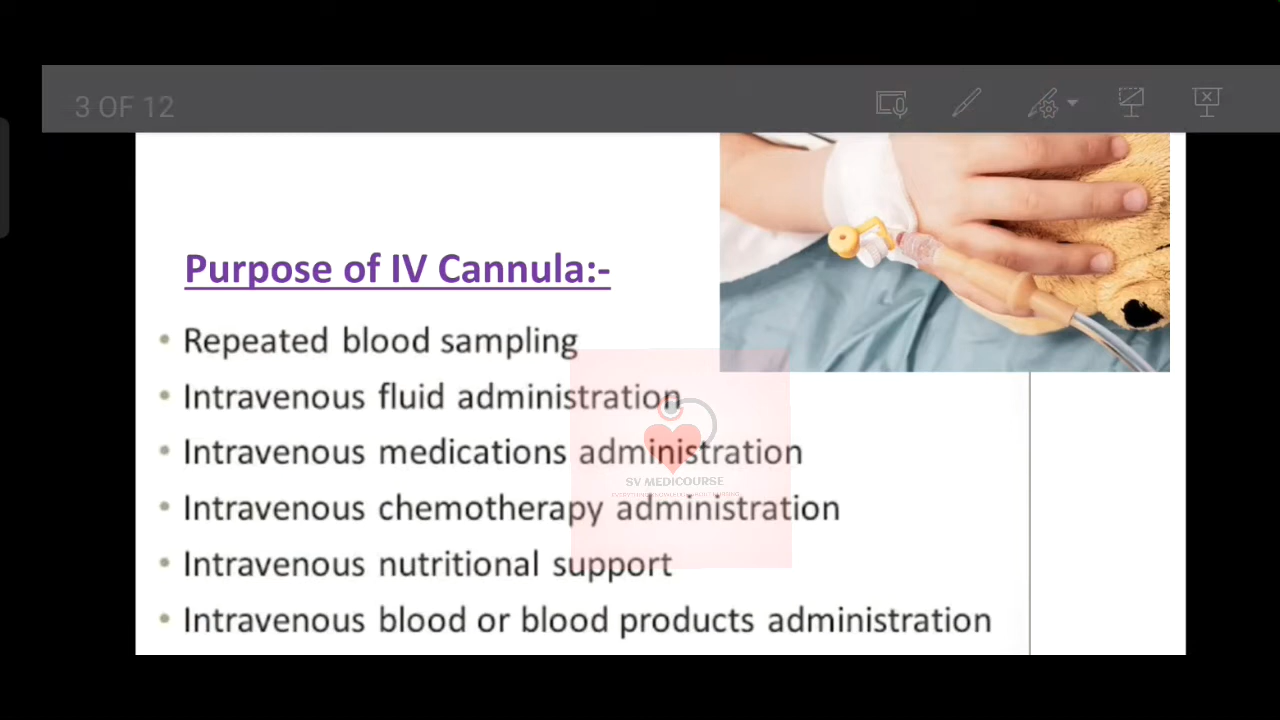 3 OF 12
Purpose of IV Cannula:-
• Repeated blood sampling
• Intravenous fluid administration
• Intravenous medications administration
SV MEDICOURSE
• Intravenous chemotherapy administration
• Intravenous nutritional support
• Intravenous blood or blood products administration